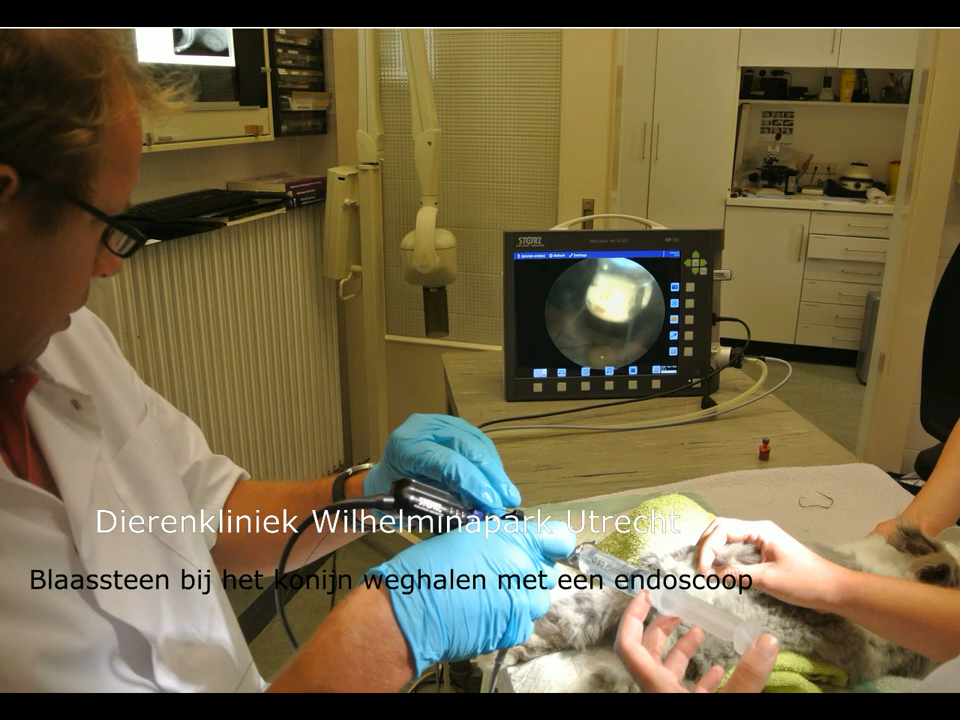 STORZ
Dierenkliniek Wilhelminapark Utrecht
Blaassteen bij het konijn weghalen met een endoscoop